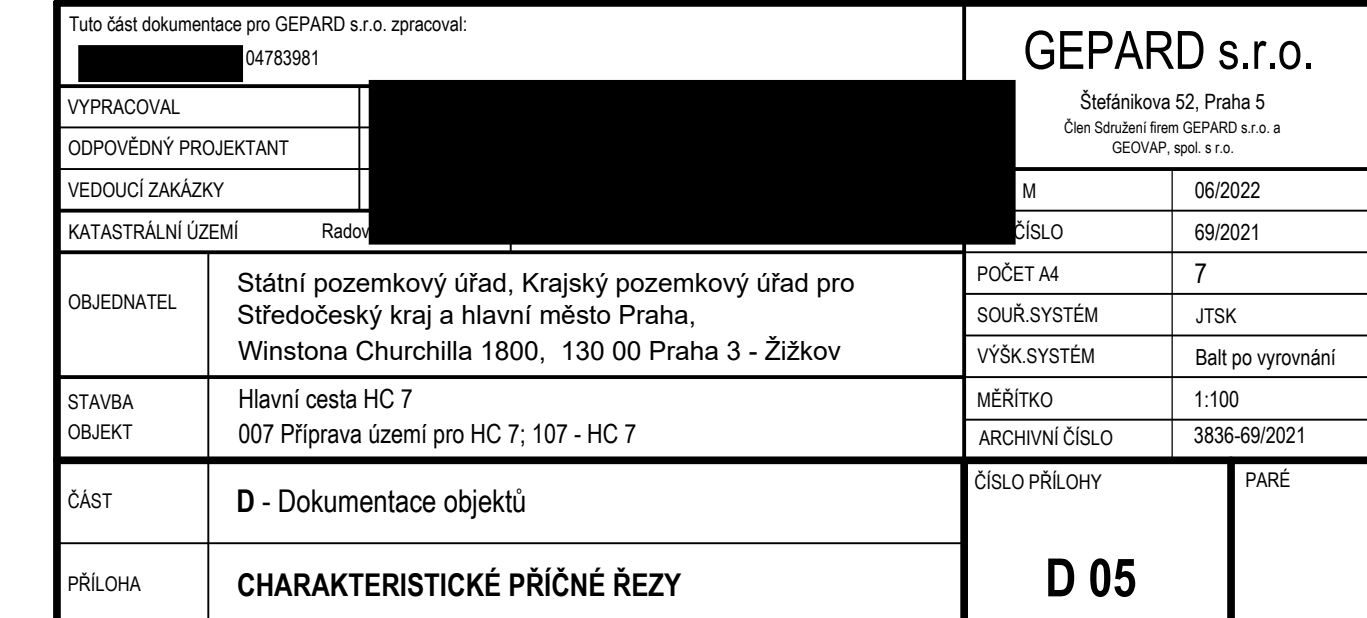 Tuto část dokumentace pro GEPARD s.r.o. zpracoval:
04783981
GEPARD s.r.o.
Štefánikova 52, Praha 5
Člen Sdružení firem GEPARD s.r.o. a
GEOVAP, spol. s r.o.
VYPRACOVAL
ODPOVĚDNÝ PROJEKTANT
VEDOUCÍ ZAKÁZKY
M 06/2022
KATASTRÁLNÍ ÚZEMÍ Radov
ČÍSLO 69/2021
OBJEDNATEL
Státní pozemkový úřad, Krajský pozemkový úřad pro
Středočeský kraj a hlavní město Praha,
Winstona Churchilla 1800, 130 00 Praha 3 - Žižkov
POČET A4 7
SOUŘ.SYSTÉM JTSK
VÝŠK.SYSTÉM Balt po vyrovnání
STAVBA Hlavní cesta HC 7
OBJEKT 007 Příprava území pro HC 7; 107 - HC 7
MĚŘÍTKO 1:100
ARCHIVNÍ ČÍSLO 3836-69/2021
ČÁST D - Dokumentace objektů
PŘÍLOHA CHARAKTERISTICKÉ PŘÍČNÉ ŘEZY
ČÍSLO PŘÍLOHY
D 05
PARÉ